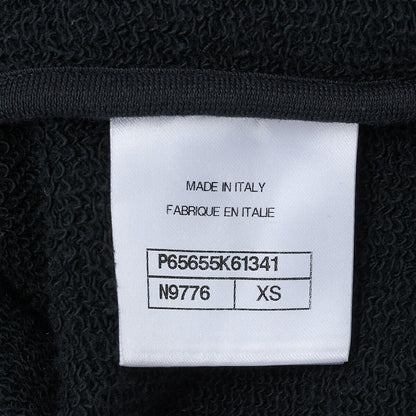 MADE IN ITALY
FABRIQUE EN ITALIE
P65655K61341
N9776 XS